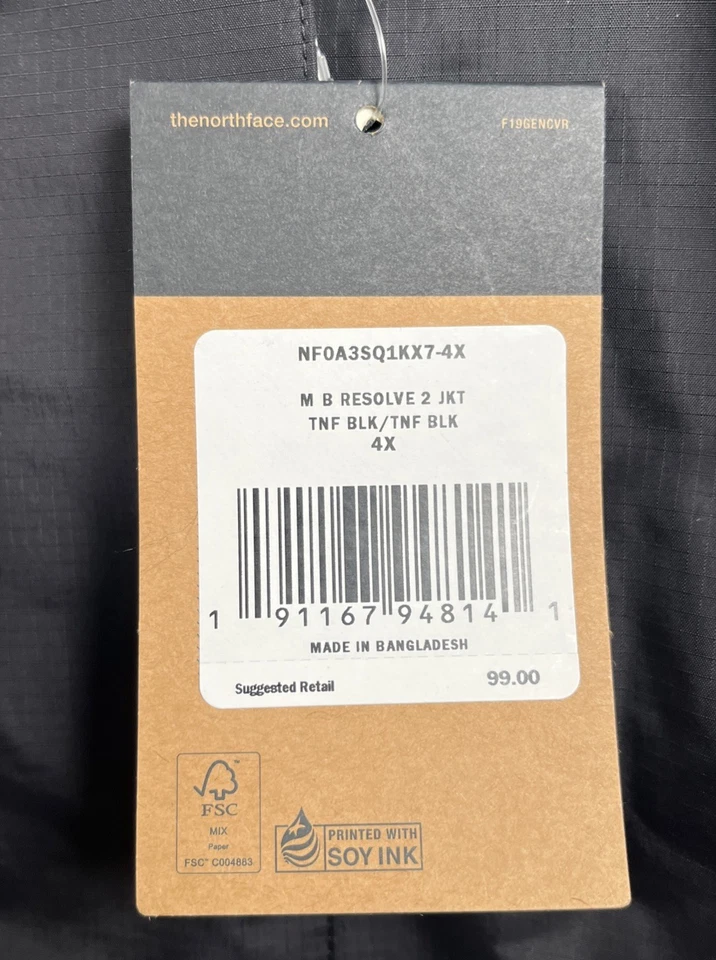 thenorthface.com
F19GENCVR
NF0A3SQ1KX7-4X
M B RESOLVE 2 JKT
TNF BLK/TNF BLK
4X
1 91167 94814 1
MADE IN BANGLADESH
Suggested Retail 99.00
FSC
MIX
Paper
FSC® C004883
PRINTED WITH
SOY INK